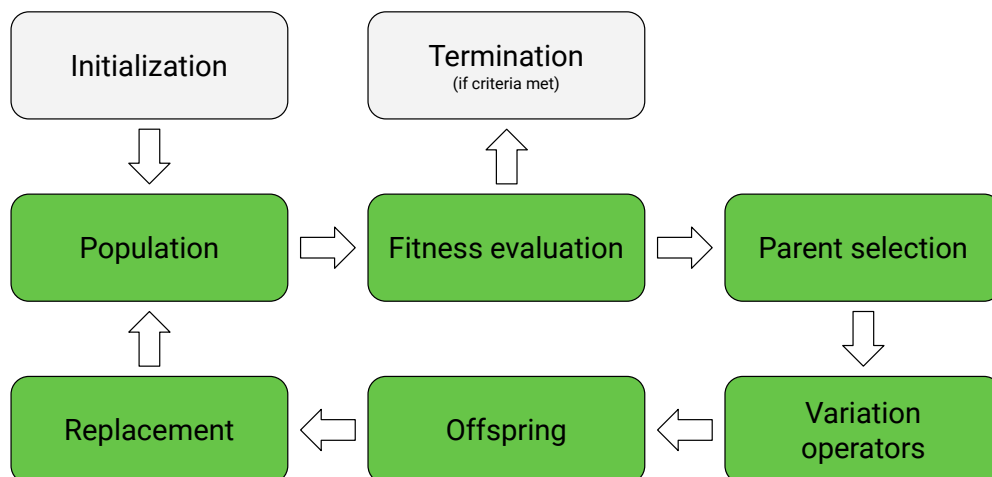 Initialization
Termination
(if criteria met)
Population
Fitness evaluation
Parent selection
Replacement
Offspring
Variation
operators